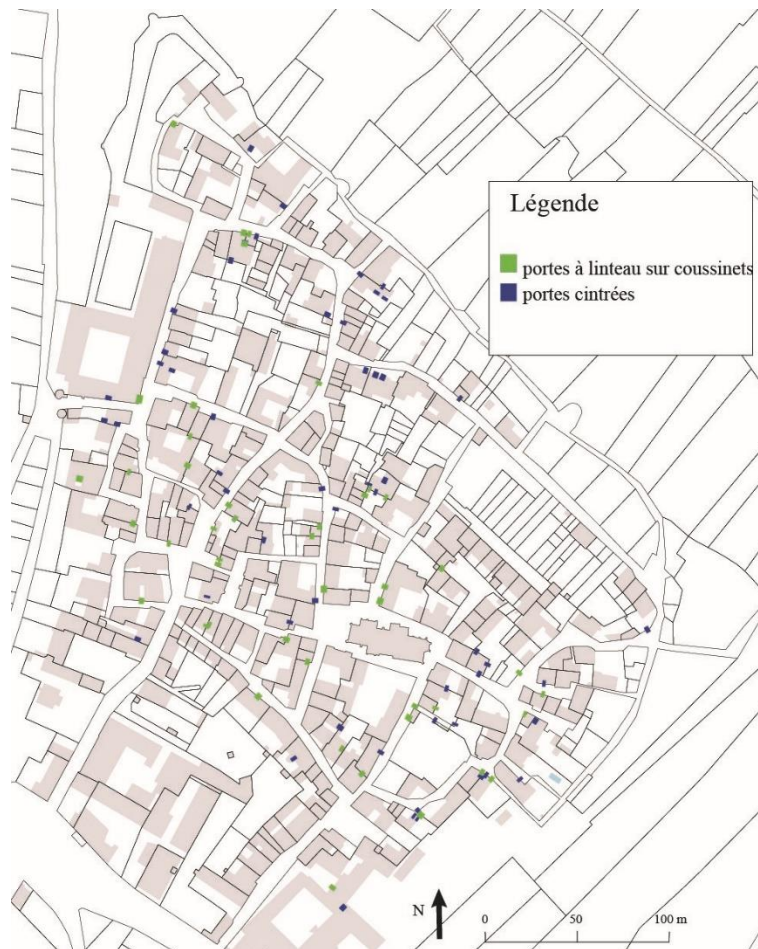 Légende
portes à linteau sur coussinets
portes cintrées
N
0 50 100 m